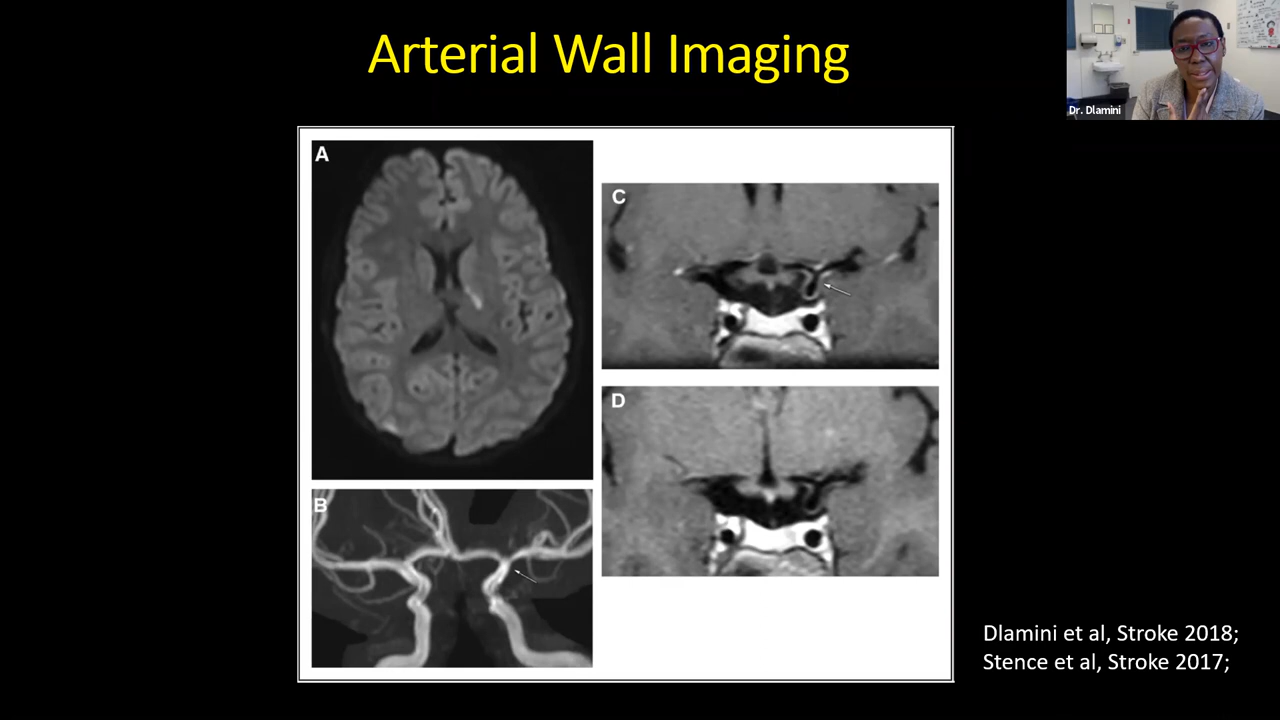 Arterial Wall Imaging
Dr. Dlamini
A
B
C
D
Dlamini et al, Stroke 2018;
Stence et al, Stroke 2017;